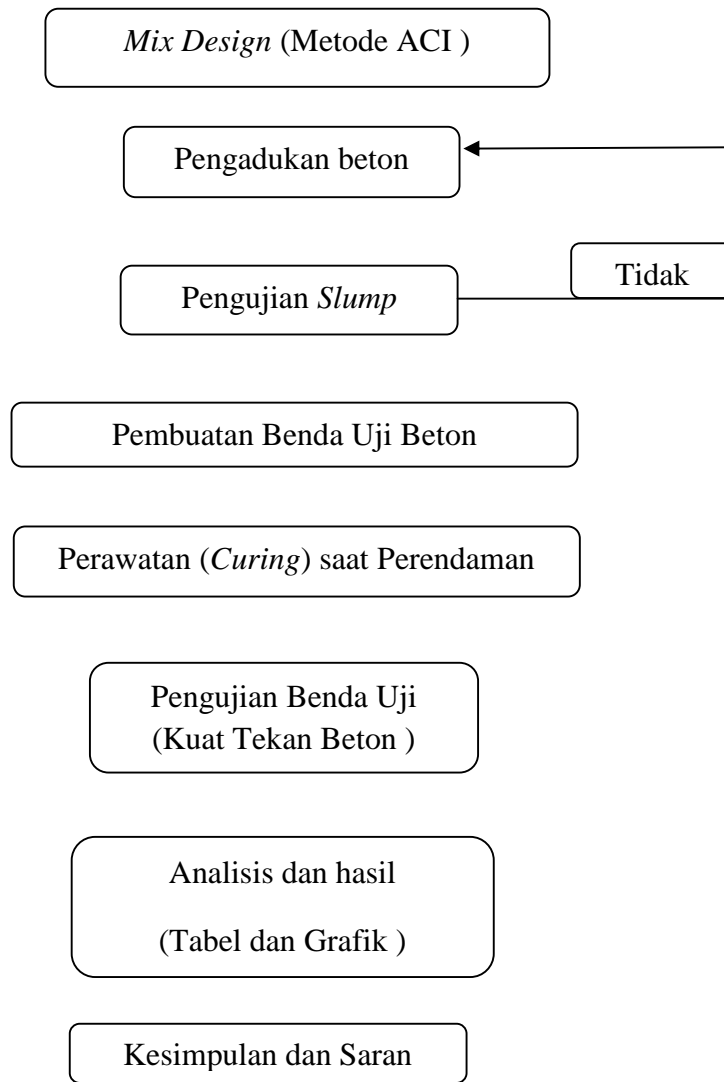 Mix Design (Metode ACI )
Pengadukan beton
Tidak
Pengujian Slump
Pembuatan Benda Uji Beton
Perawatan (Curing) saat Perendaman
Pengujian Benda Uji
(Kuat Tekan Beton )
Analisis dan hasil
(Tabel dan Grafik )
Kesimpulan dan Saran